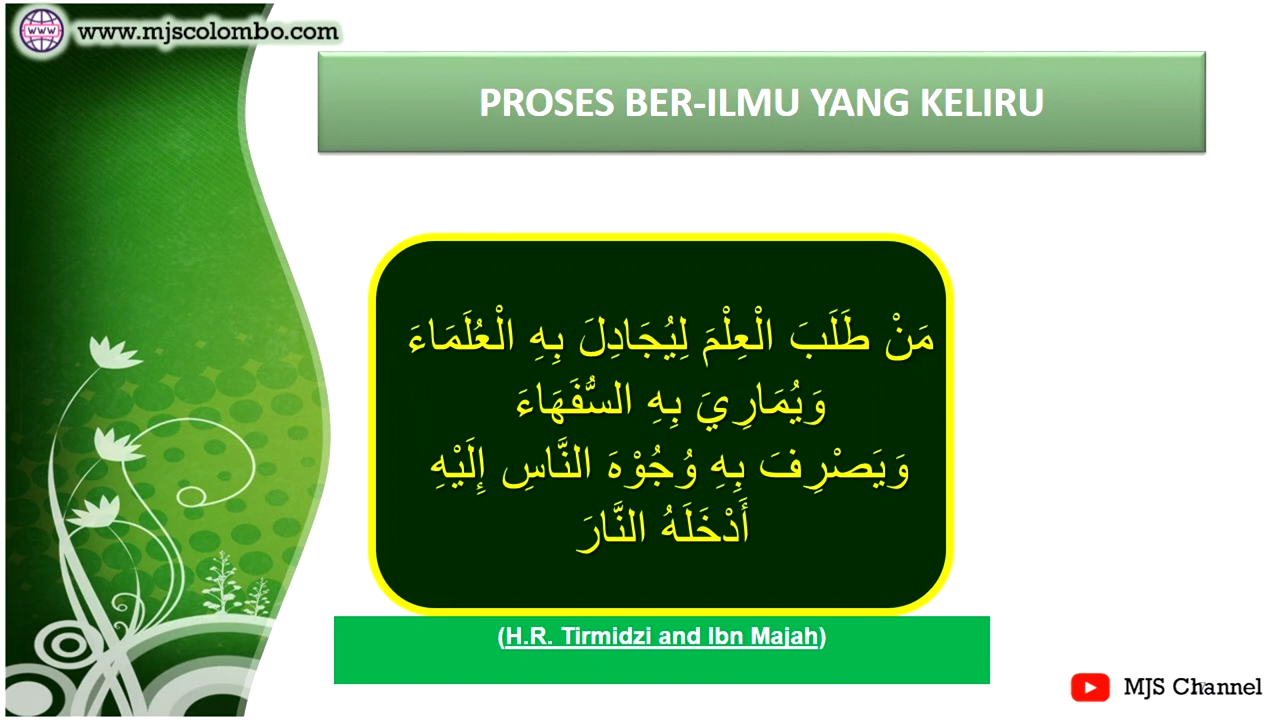 www.mjscolombo.com
PROSES BER-ILMU YANG KELIRU
مَنْ طَلَبَ الْعِلْمَ لِيُجَادِلَ بِهِ الْعُلَمَاءَ
وَيُمَارِيَ بِهِ السُّفَهَاءَ
وَيَصْرِفَ بِهِ وُجُوْهَ النَّاسِ إِلَيْهِ
أَدْخَلَهُ النَّارَ
(H.R. Tirmidzi and Ibn Majah)
MJS Channel